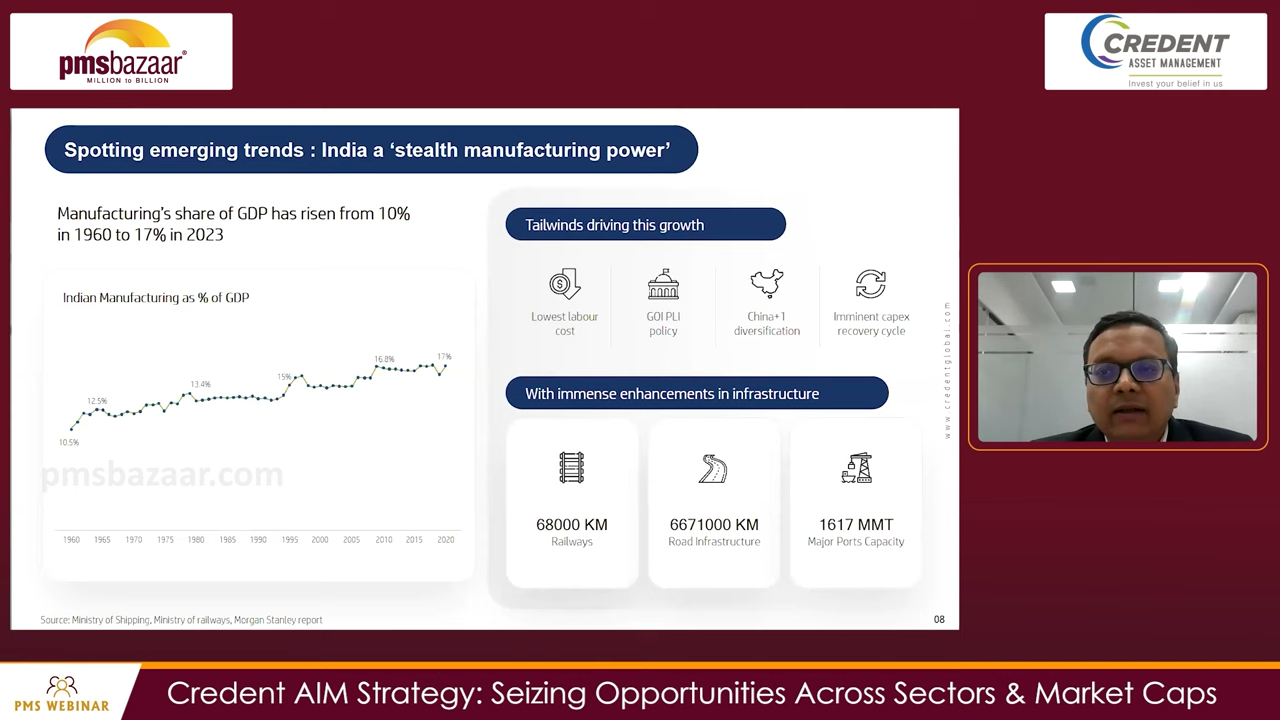 pmsbazaar®
MILLION to BILLION
CREDENT
ASSET MANAGEMENT
Invest your belief in us
Spotting emerging trends : India a ‘stealth manufacturing power’
Manufacturing's share of GDP has risen from 10%
in 1960 to 17% in 2023
Indian Manufacturing as % of GDP
10.5%
12.5%
13.4%
15%
16.8%
17%
pmsbazaar.com
1960 1965 1970 1975 1980 1985 1990 1995 2000 2005 2010 2015 2020
Tailwinds driving this growth
Lowest labour
cost
GOI PLI
policy
China+1
diversification
Imminent capex
recovery cycle
With immense enhancements in infrastructure
68000 KM
Railways
6671000 KM
Road Infrastructure
1617 MMT
Major Ports Capacity
www.credentglobal.com
Source: Ministry of Shipping, Ministry of railways, Morgan Stanley report
08
PMS WEBINAR
Credent AIM Strategy: Seizing Opportunities Across Sectors & Market Caps